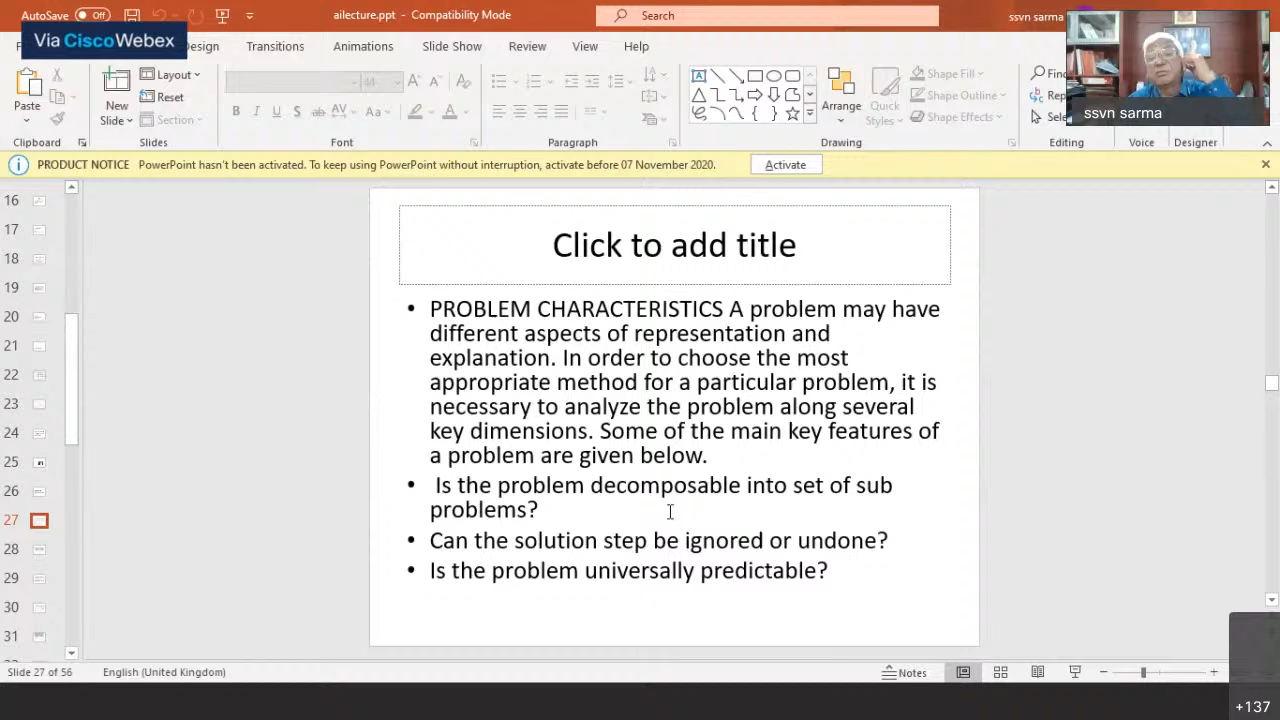 AutoSave Off
ailecture.ppt - Compatibility Mode
Search
ssvn sarma
Via CiscoWebex
Design
Transitions
Animations
Slide Show
Review
View
Help
Paste
New
Slide
Layout
Reset
Section
44
B I U S ab AV Aa
Arrange
Quick
Styles
Shape Fill
Shape Outline
Shape Effects
ssvn sarma
Clipboard
Slides
Font
Paragraph
Drawing
Editing
Voice
Designer
PRODUCT NOTICE PowerPoint hasn't been activated. To keep using PowerPoint without interruption, activate before 07 November 2020.
Activate
16
17
18
19
20
21
22
23
24
25
26
27
28
29
30
31
Click to add title
• PROBLEM CHARACTERISTICS A problem may have
different aspects of representation and
explanation. In order to choose the most
appropriate method for a particular problem, it is
necessary to analyze the problem along several
key dimensions. Some of the main key features of
a problem are given below.
• Is the problem decomposable into set of sub
problems?
• Can the solution step be ignored or undone?
• Is the problem universally predictable?
Slide 27 of 56
English (United Kingdom)
Notes
+137